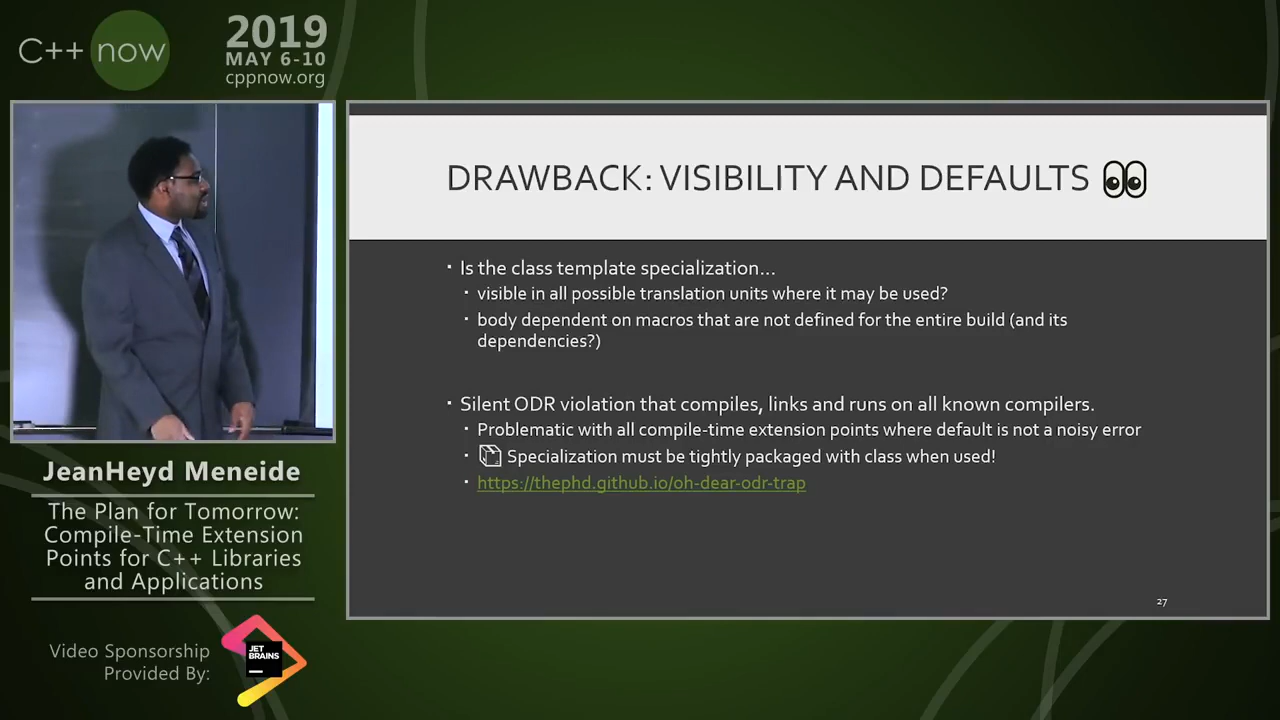 C++ now
2019
MAY 6-10
cppnow.org
DRAWBACK: VISIBILITY AND DEFAULTS
▪ Is the class template specialization…
▪ visible in all possible translation units where it may be used?
▪ body dependent on macros that are not defined for the entire build (and its
dependencies?)
▪ Silent ODR violation that compiles, links and runs on all known compilers.
▪ Problematic with all compile-time extension points where default is not a noisy error
▪ Specialization must be tightly packaged with class when used!
▪ https://thephd.github.io/oh-dear-odr-trap
27
JeanHeyd Meneide
The Plan for Tomorrow:
Compile-Time Extension
Points for C++ Libraries
and Applications
Video Sponsorship
Provided By:
JET
BRAINS